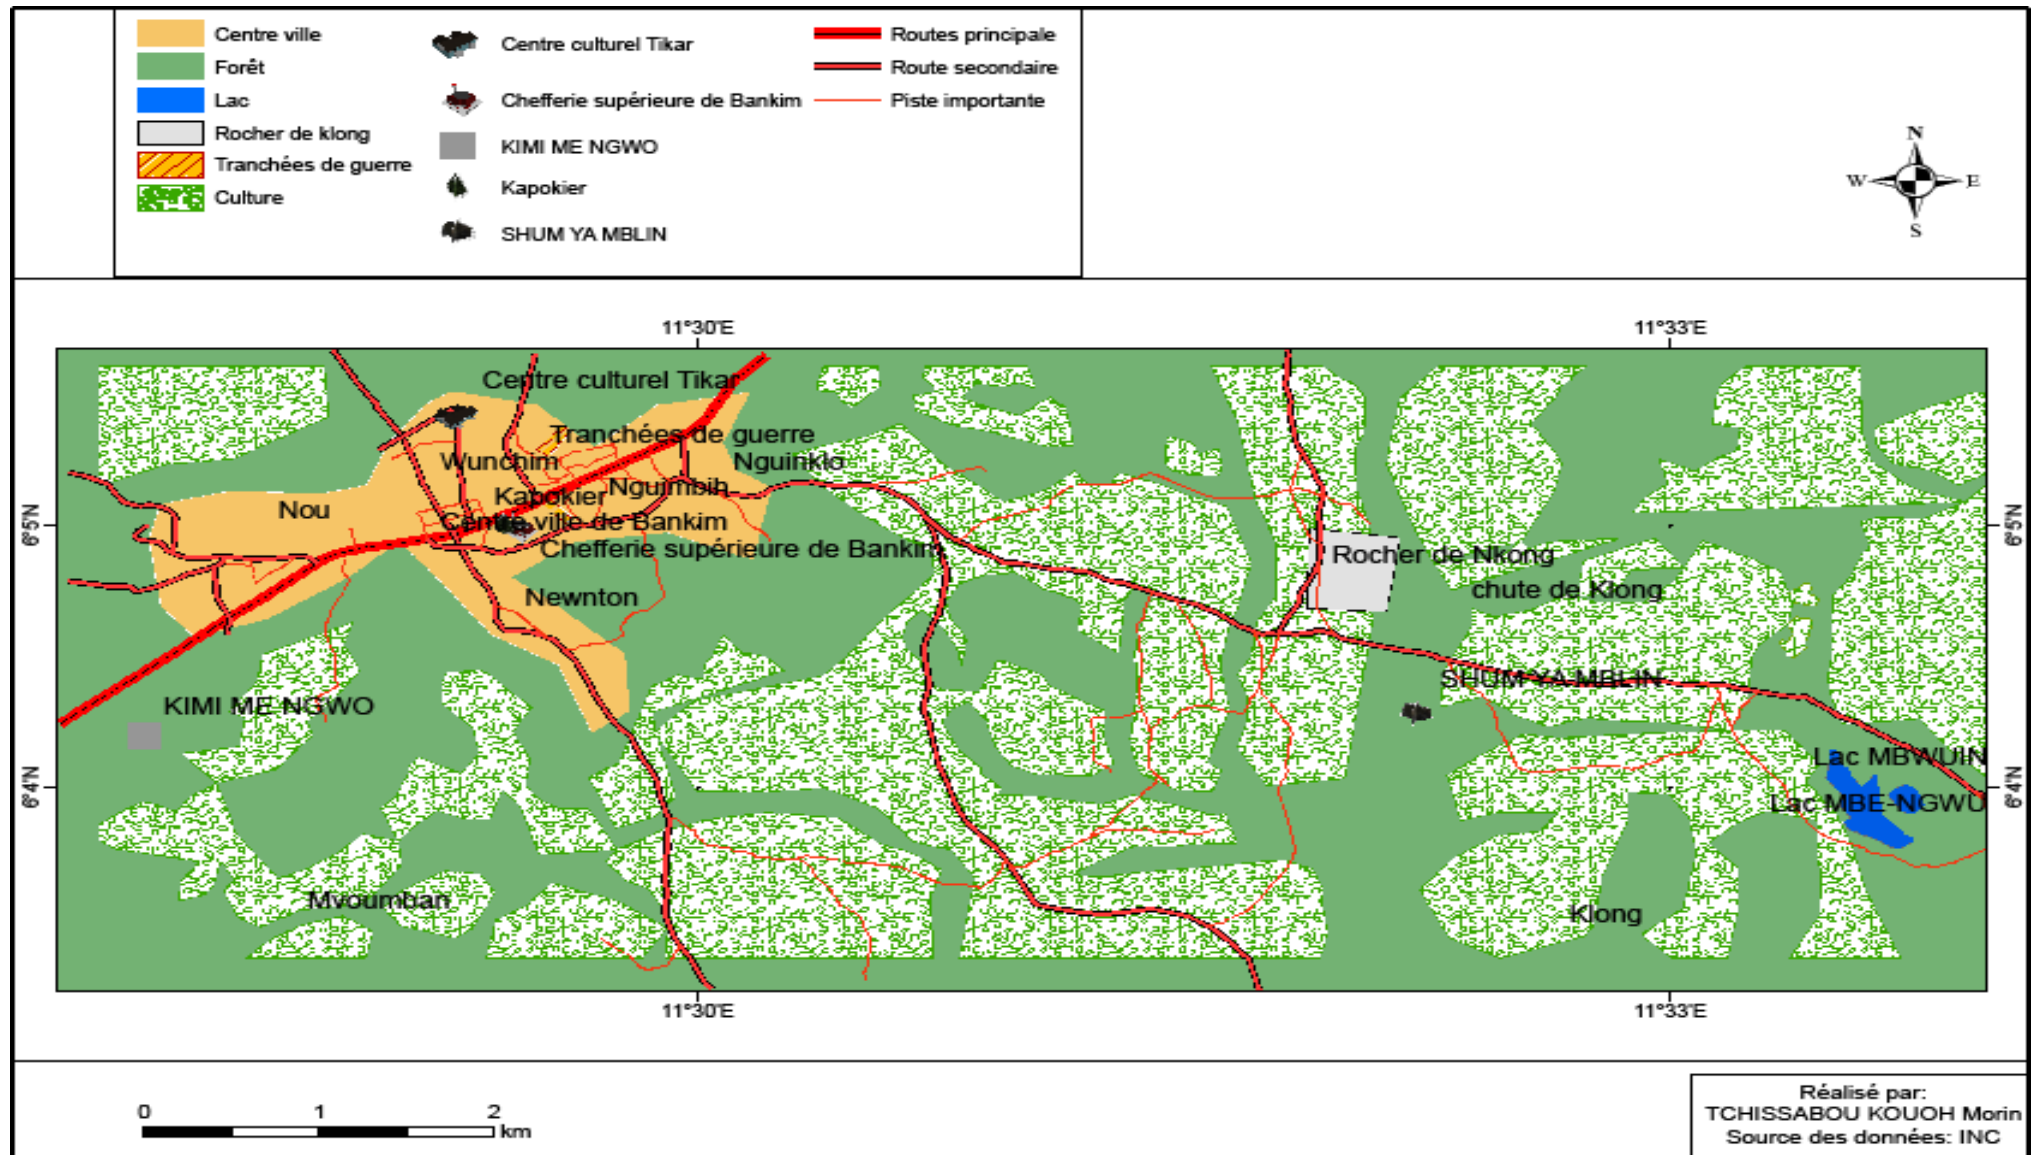 Centre ville
Forêt
Lac
Rocher de klong
Tranchées de guerre
Culture
Centre culturel Tikar
Chefferie supérieure de Bankim
KIMI ME NGWO
Kapokier
SHUM YA MBLIN
Routes principale
Route secondaire
Piste importante
N
W E
S
11°30'E 11°33'E
Centre culturel Tikar
Tranchées de guerre
Wunchim Nguinklo
Kapokier Nguimbih
Nou
Centre ville de Bankim
6°5'N 6°5'N
Chefferie supérieure de Bankim
Rocher de Nkong
chute de Klong
Newnton
SHUM YA MBLIN
KIMI ME NGWO
Lac MBWUIN
6°4'N 6°4'N
Lac MBE-NGWU
Mvoumban
Klong
11°30'E 11°33'E
0 1 2
km
Réalisé par:
TCHISSABOU KOUOH Morin
Source des données: INC